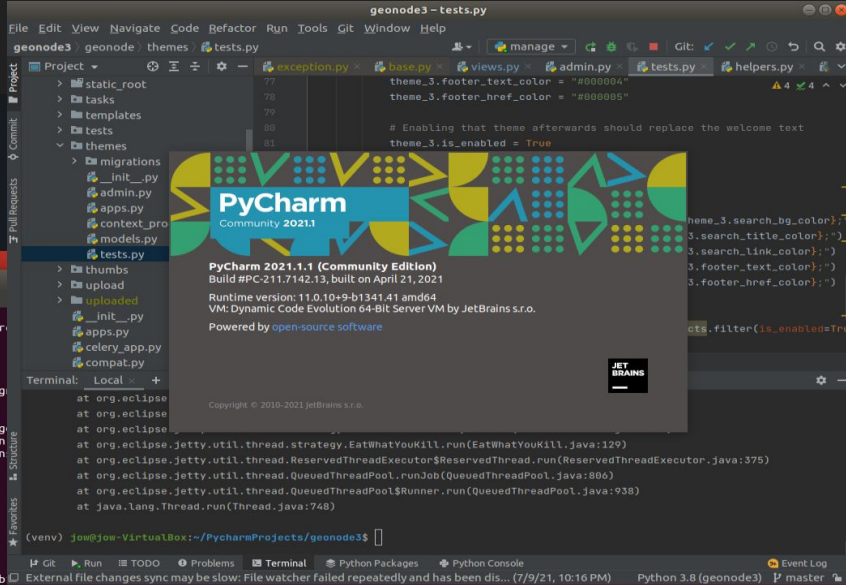 geonode3 – tests.py
File Edit View Navigate Code Refactor Run Tools Git Window Help
geonode3 geonode themes tests.py manage Git:
Project exception.py base.py views.py admin.py tests.py helpers.py
static_root
tasks
templates
tests
themes
migrations
__init__.py
admin.py
apps.py
context_pro
models.py
tests.py
thumbs
upload
uploaded
__init__.py
apps.py
celery_app.py
compat.py
Project
Commit
Pull Requests
Structure
Favorites
77 theme_3.footer_text_color = "#000004"
78 theme_3.footer_href_color = "#000005"
79
80 # Enabling that theme afterwards should replace the welcome text
81 theme_3.is_enabled = True
4 4
heme_3.search_bg_color};"
3.search_title_color};")
3.search_link_color};")
3.footer_text_color};")
3.footer_href_color};")
cts.filter(is_enabled=Tru
PyCharm
Community 2021.1
PyCharm 2021.1.1 (Community Edition)
Build #PC-211.7142.13, built on April 21, 2021
Runtime version: 11.0.10+9-b1341.41 amd64
VM: Dynamic Code Evolution 64-Bit Server VM by JetBrains s.r.o.
Powered by open-source software
JET
BRAINS
Copyright © 2010–2021 JetBrains s.r.o.
Terminal: Local +
at org.eclipse
at org.eclipse
at org.eclipse
at org.eclipse.jetty.util.thread.strategy.EatWhatYouKill.run(EatWhatYouKill.java:129)
at org.eclipse.jetty.util.thread.ReservedThreadExecutor$ReservedThread.run(ReservedThreadExecutor.java:375)
at org.eclipse.jetty.util.thread.QueuedThreadPool.runJob(QueuedThreadPool.java:806)
at org.eclipse.jetty.util.thread.QueuedThreadPool$Runner.run(QueuedThreadPool.java:938)
at java.lang.Thread.run(Thread.java:748)
(venv) jow@jow-VirtualBox:~/PycharmProjects/geonode3$
Git Run TODO Problems Terminal Python Packages Python Console Event Log
External file changes sync may be slow: File watcher failed repeatedly and has been dis... (7/9/21, 10:16 PM) Python 3.8 (geonode3) master